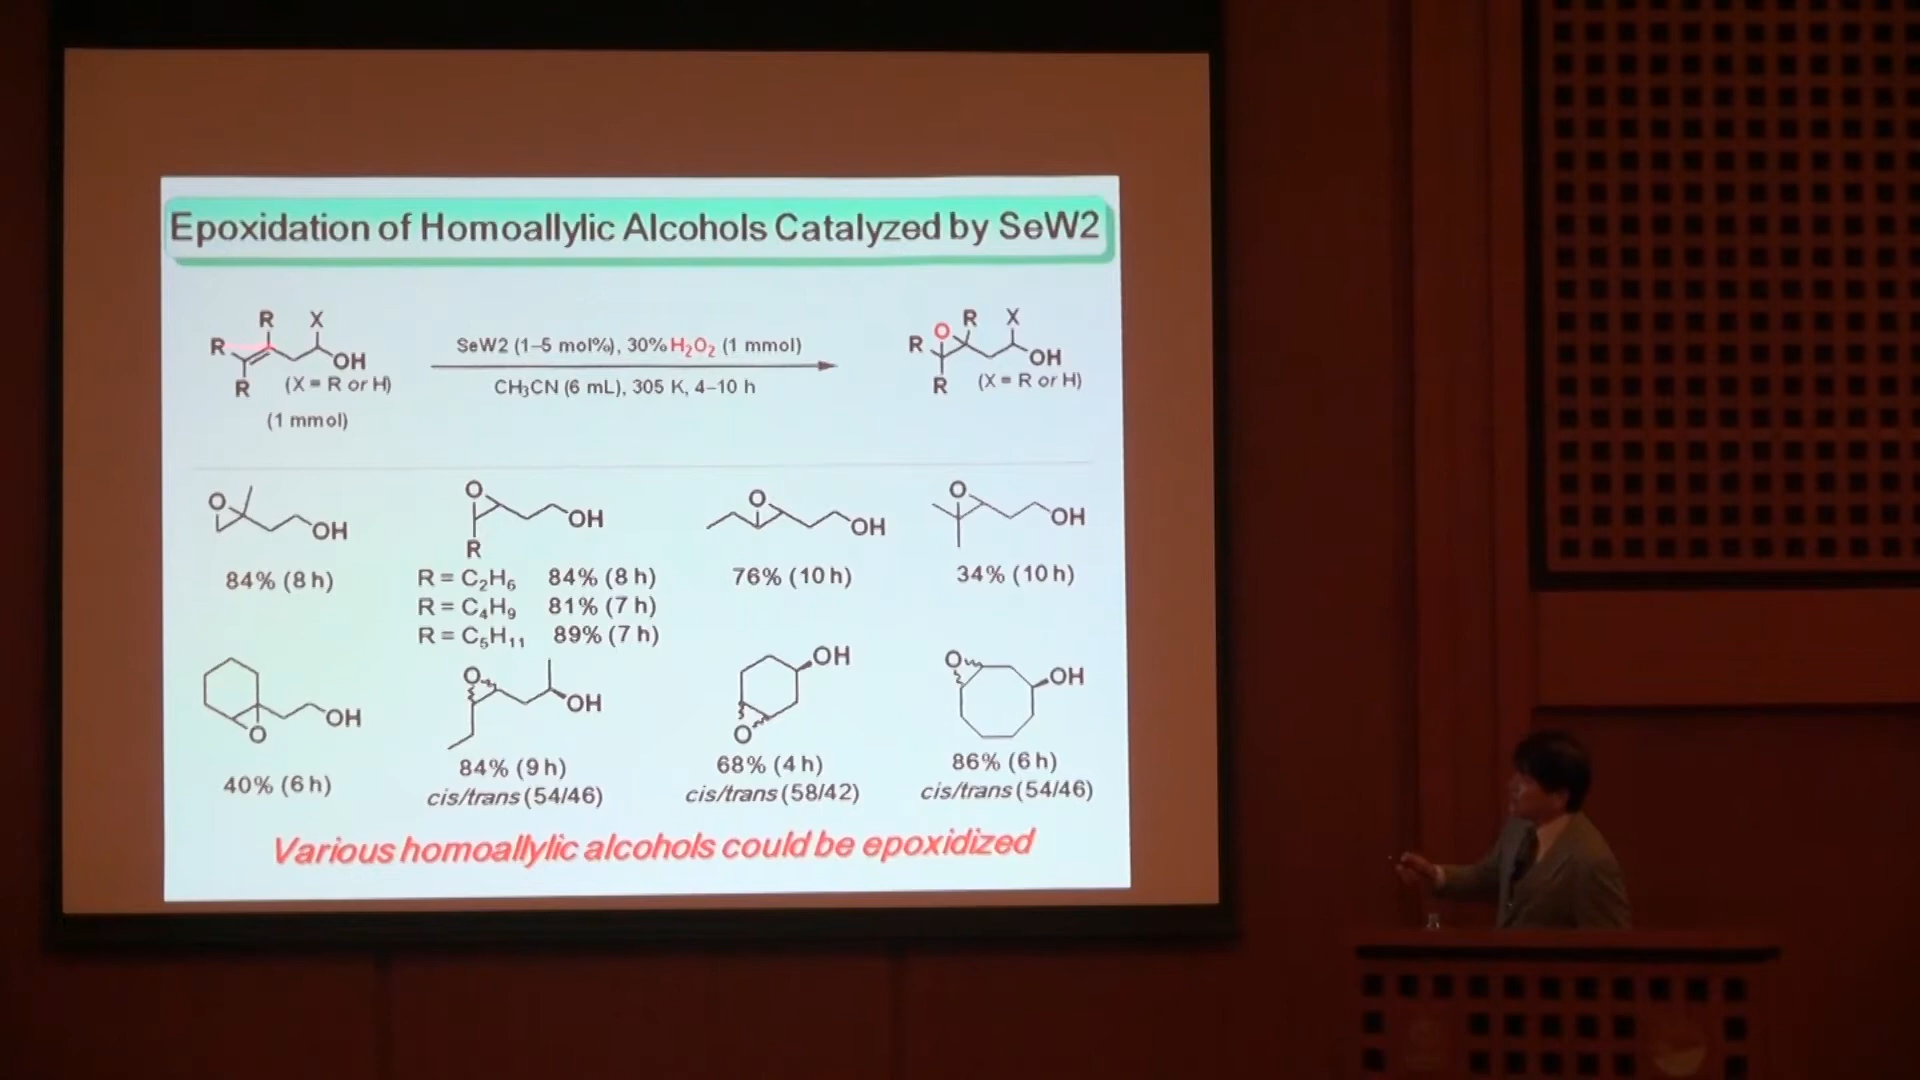 Epoxidation of Homoallylic Alcohols Catalyzed by SeW2
R X
R OH
R (X = R or H)
(1 mmol)
SeW2 (1–5 mol%), 30% H₂O₂ (1 mmol)
CH₃CN (6 mL), 305 K, 4–10 h
O R X
R OH
R (X = R or H)
O OH
84% (8 h)
O OH
R
R = C₂H₆ 84% (8 h)
R = C₄H₉ 81% (7 h)
R = C₅H₁₁ 89% (7 h)
O OH
76% (10 h)
O OH
34% (10 h)
OH
O
40% (6 h)
O OH
84% (9 h)
cis/trans (54/46)
OH
O
68% (4 h)
cis/trans (58/42)
O OH
86% (6 h)
cis/trans (54/46)
Various homoallylic alcohols could be epoxidized